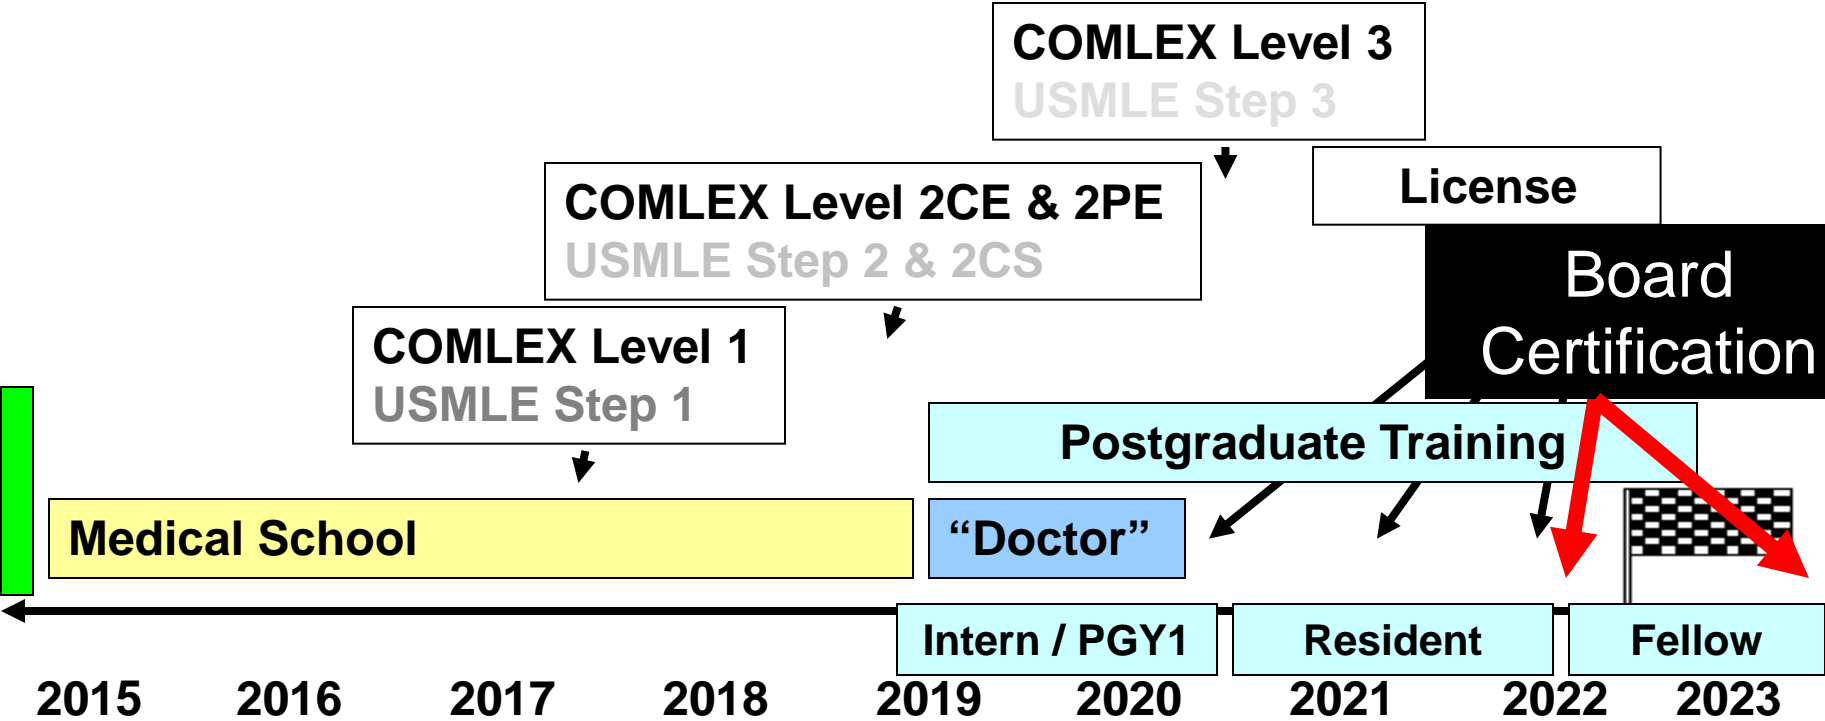 COMLEX Level 3
USMLE Step 3
License
COMLEX Level 2CE & 2PE
USMLE Step 2 & 2CS
Board
Certification
COMLEX Level 1
USMLE Step 1
Postgraduate Training
Medical School
“Doctor”
Intern / PGY1
Resident
Fellow
2015 2016 2017 2018 2019 2020 2021 2022 2023